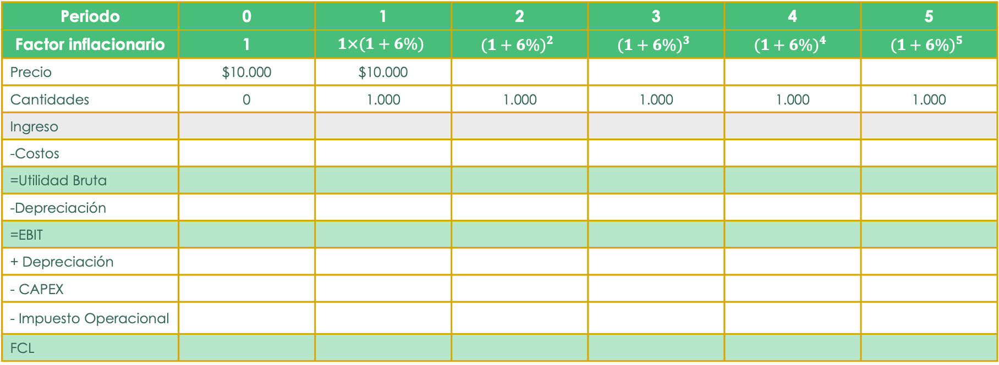 Periodo 0 1 2 3 4 5
Factor inflacionario 1 1×(1 + 6%) (1 + 6%)² (1 + 6%)³ (1 + 6%)⁴ (1 + 6%)⁵
Precio $10.000 $10.000
Cantidades 0 1.000 1.000 1.000 1.000 1.000
Ingreso
-Costos
=Utilidad Bruta
-Depreciación
=EBIT
+ Depreciación
- CAPEX
- Impuesto Operacional
FCL